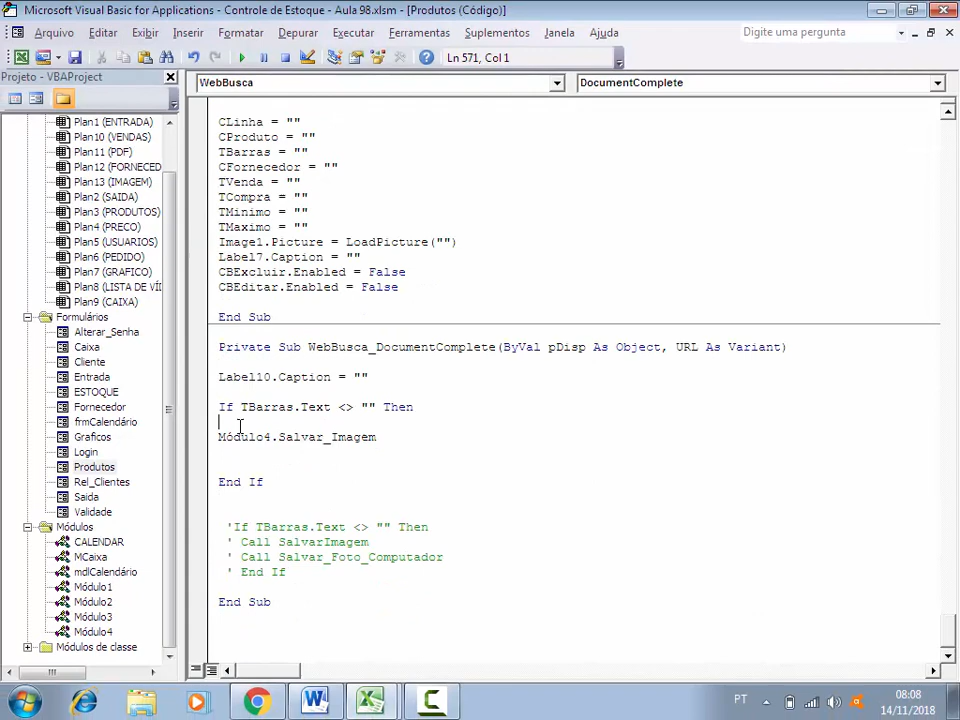 Microsoft Visual Basic for Applications - Controle de Estoque - Aula 98.xlsm - [Produtos (Código)]
Arquivo Editar Exibir Inserir Formatar Depurar Executar Ferramentas Suplementos Janela Ajuda Digite uma pergunta
Ln 571, Col 1
Projeto - VBAProject
WebBusca DocumentComplete
Plan1 (ENTRADA)
Plan10 (VENDAS)
Plan11 (PDF)
Plan12 (FORNECED
Plan13 (IMAGEM)
Plan2 (SAIDA)
Plan3 (PRODUTOS)
Plan4 (PRECO)
Plan5 (USUARIOS)
Plan6 (PEDIDO)
Plan7 (GRAFICO)
Plan8 (LISTA DE VÍ
Plan9 (CAIXA)
Formulários
Alterar_Senha
Caixa
Cliente
Entrada
ESTOQUE
Fornecedor
frmCalendário
Graficos
Login
Produtos
Rel_Clientes
Saida
Validade
Módulos
CALENDAR
MCaixa
mdlCalendário
Módulo1
Módulo2
Módulo3
Módulo4
Módulos de classe
CLinha = ""
CProduto = ""
TBarras = ""
CFornecedor = ""
TVenda = ""
TCompra = ""
TMinimo = ""
TMaximo = ""
Image1.Picture = LoadPicture("")
Label7.Caption = ""
CBExcluir.Enabled = False
CBEditar.Enabled = False
End Sub
Private Sub WebBusca_DocumentComplete(ByVal pDisp As Object, URL As Variant)
Label10.Caption = ""
If TBarras.Text <> "" Then
Módulo4.Salvar_Imagem
End If
'If TBarras.Text <> "" Then
' Call SalvarImagem
' Call Salvar_Foto_Computador
' End If
End Sub
PT
08:08
14/11/2018